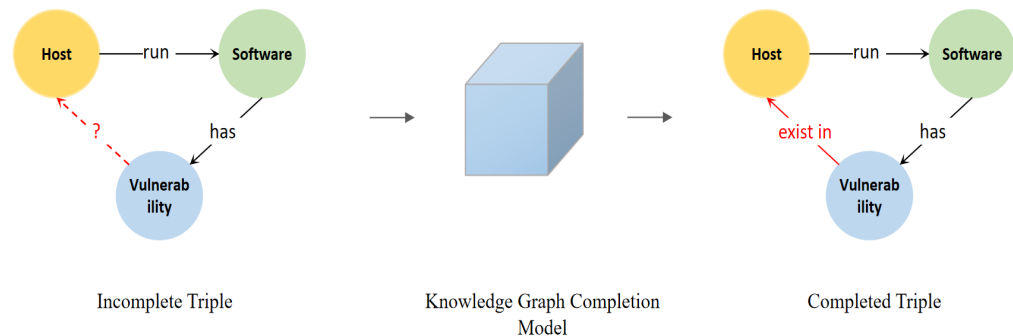 Host
run
Software
?
has
Vulnerab
ility
Incomplete Triple
Knowledge Graph Completion
Model
Host
run
Software
exist in
has
Vulnerab
ility
Completed Triple